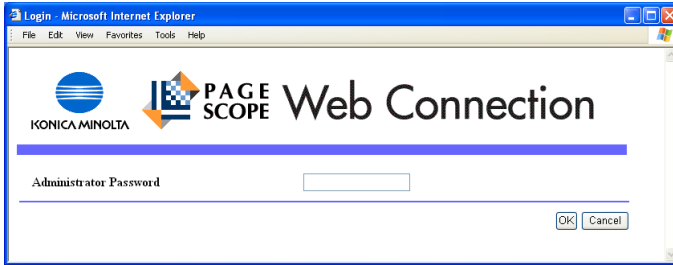 Login - Microsoft Internet Explorer
File Edit View Favorites Tools Help
KONICA MINOLTA
PAGE SCOPE Web Connection
Administrator Password
OK Cancel